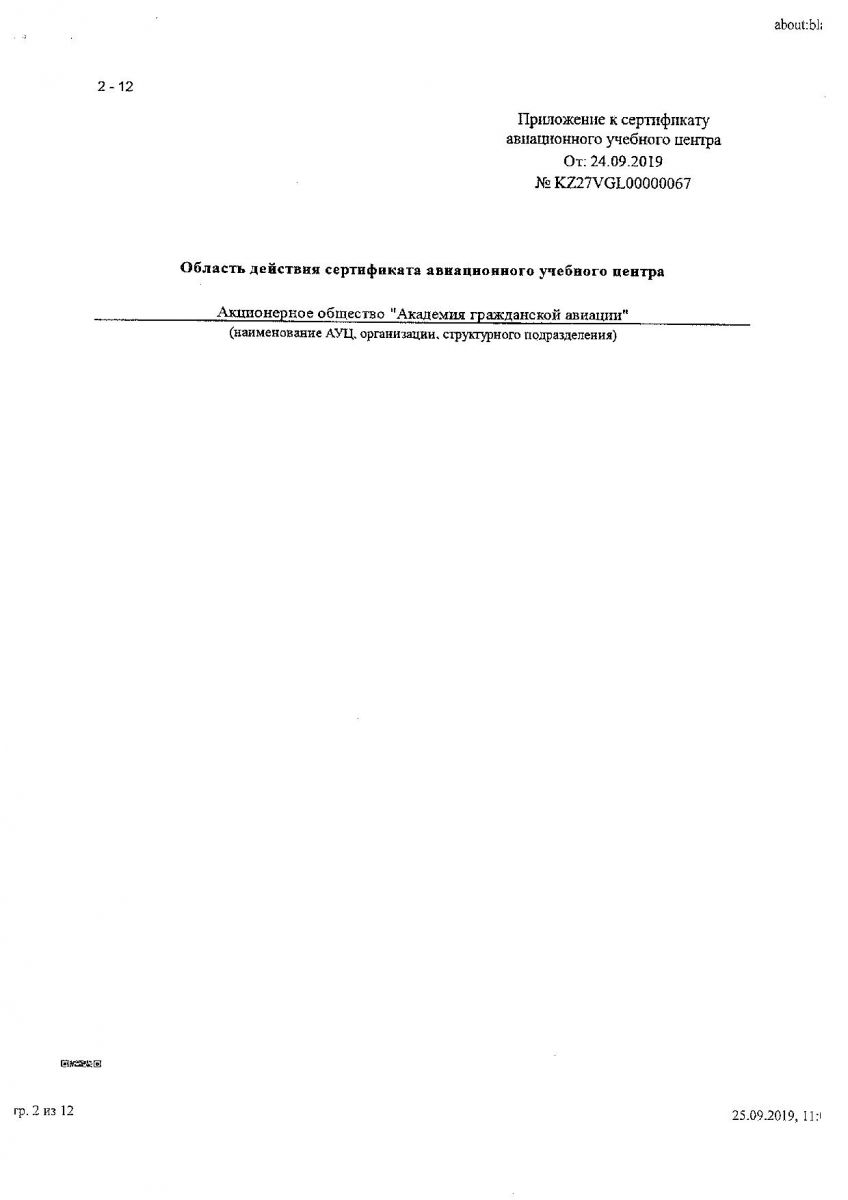 about:bl
2 - 12
Приложение к сертификату
авиационного учебного центра
От: 24.09.2019
№ KZ27VGL00000067
Область действия сертификата авиационного учебного центра
Акционерное общество "Академия гражданской авиации"
(наименование АУЦ, организации, структурного подразделения)
тр. 2 из 12
25.09.2019, 11: